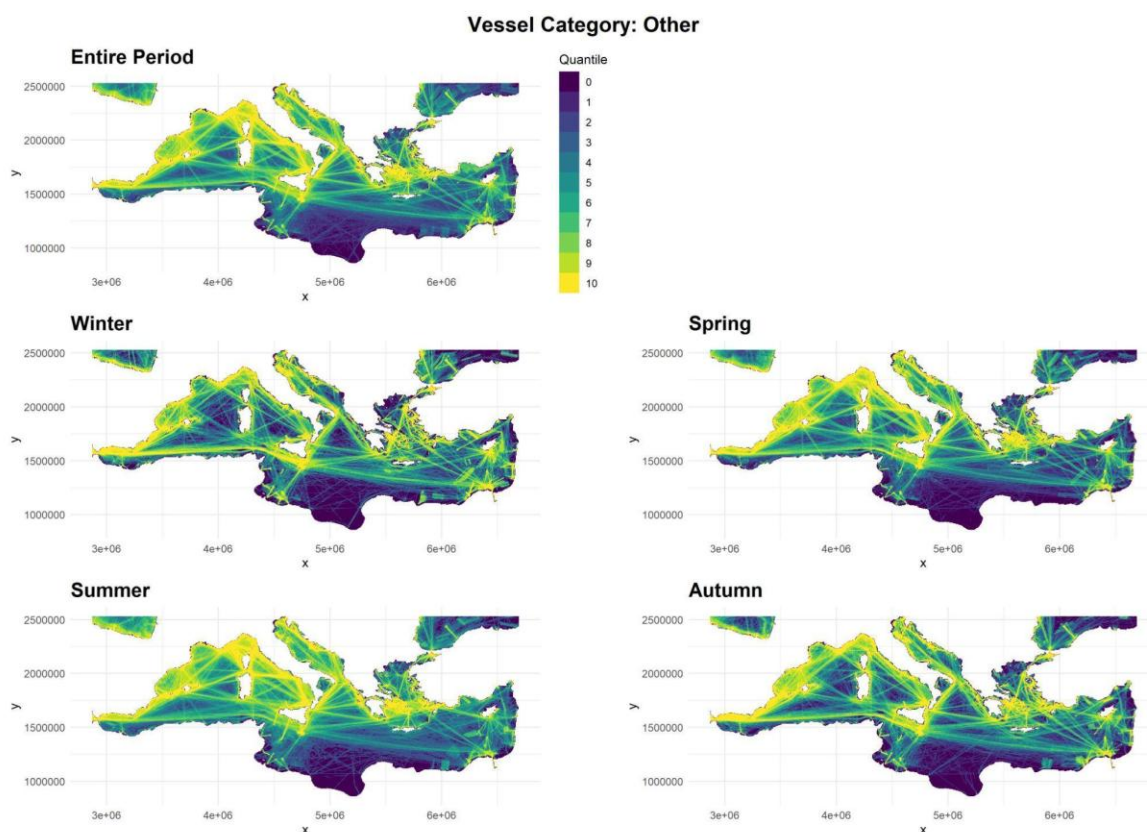 Vessel Category: Other
Entire Period
Quantile
0
1
2
3
4
5
6
7
8
9
10
2500000
2000000
1500000
1000000
y
3e+06 4e+06 5e+06 6e+06
x
Winter
2500000
2000000
1500000
1000000
y
3e+06 4e+06 5e+06 6e+06
x
Spring
2500000
2000000
1500000
1000000
y
3e+06 4e+06 5e+06 6e+06
x
Summer
2500000
2000000
1500000
1000000
y
3e+06 4e+06 5e+06 6e+06
x
Autumn
2500000
2000000
1500000
1000000
y
3e+06 4e+06 5e+06 6e+06
x